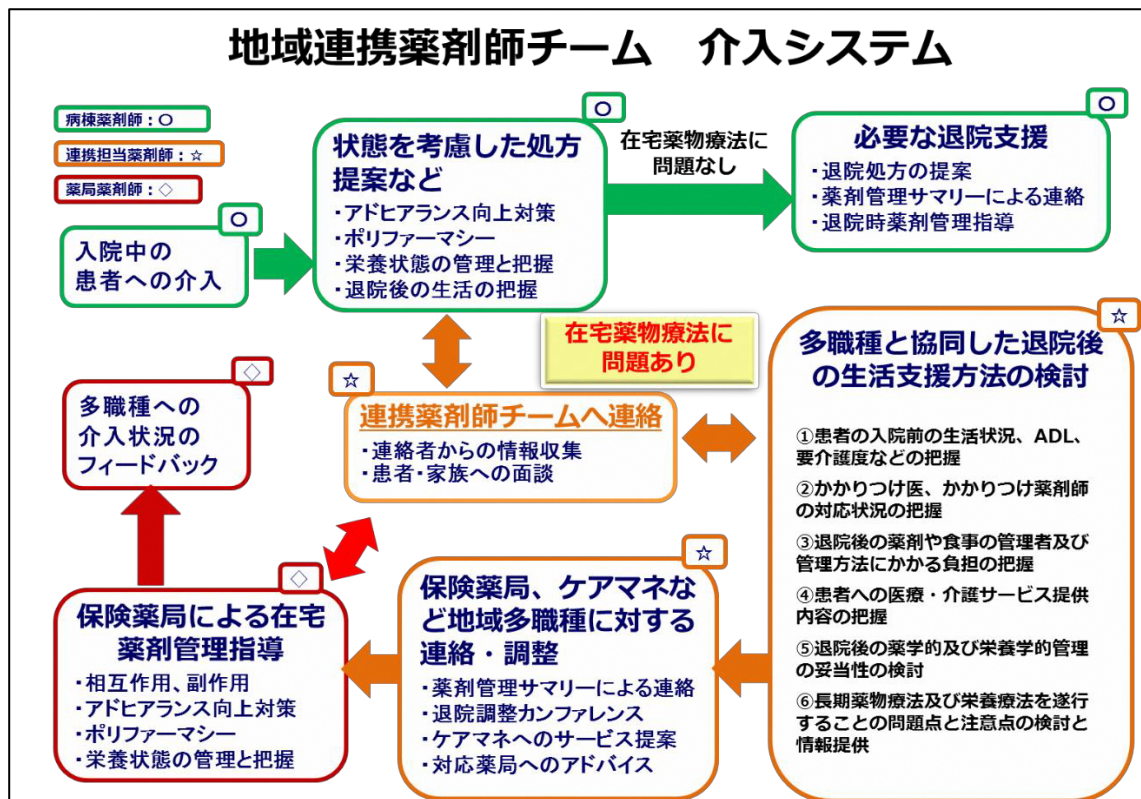 地域連携薬剤師チーム　介入システム
病棟薬剤師：〇
連携担当薬剤師：☆
薬局薬剤師：◇
〇
入院中の
患者への介入
〇
状態を考慮した処方
提案など
・アドヒアランス向上対策
・ポリファーマシー
・栄養状態の管理と把握
・退院後の生活の把握
在宅薬物療法に
問題なし
〇
必要な退院支援
・退院処方の提案
・薬剤管理サマリーによる連絡
・退院時薬剤管理指導
在宅薬物療法に
問題あり
☆
連携薬剤師チームへ連絡
・連絡者からの情報収集
・患者・家族への面談
☆
多職種と協同した退院後
の生活支援方法の検討
①患者の入院前の生活状況、ADL、
要介護度などの把握
②かかりつけ医、かかりつけ薬剤師
の対応状況の把握
③退院後の薬剤や食事の管理者及び
管理方法にかかる負担の把握
④患者への医療・介護サービス提供
内容の把握
⑤退院後の薬学的及び栄養学的管理
の妥当性の検討
⑥長期薬物療法及び栄養療法を遂行
することの問題点と注意点の検討と
情報提供
☆
保険薬局、ケアマネな
ど地域多職種に対する
連絡・調整
・薬剤管理サマリーによる連絡
・退院調整カンファレンス
・ケアマネへのサービス提案
・対応薬局へのアドバイス
◇
保険薬局による在宅
薬剤管理指導
・相互作用、副作用
・アドヒアランス向上対策
・ポリファーマシー
・栄養状態の管理と把握
◇
多職種への
介入状況の
フィードバック